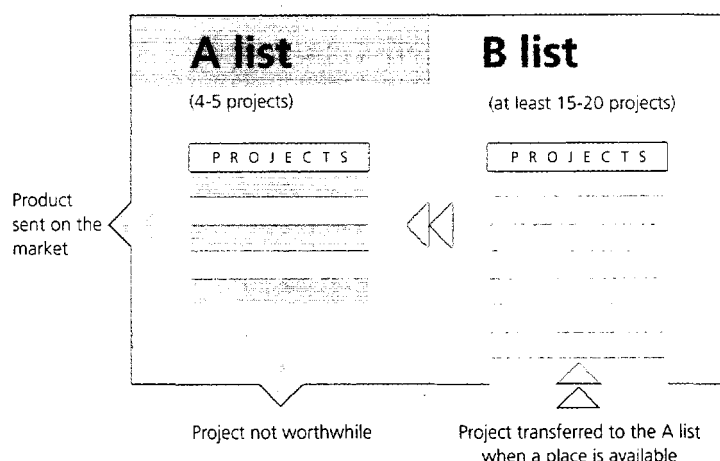 A list
B list
(4-5 projects)
(at least 15-20 projects)
PROJECTS
PROJECTS
Product
sent on the
market
Project not worthwhile
Project transferred to the A list
when a place is available